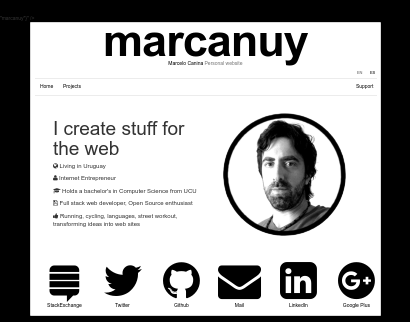 marcanuy
Marcelo Canina Personal website
EN ES
Home Projects Support
I create stuff for
the web
Living in Uruguay
Internet Entrepreneur
Holds a bachelor's in Computer Science from UCU
Full stack web developer, Open Source enthusiast
Running, cycling, languages, street workout,
transforming ideas into web sites
StackExchange Twitter Github Mail LinkedIn Google Plus